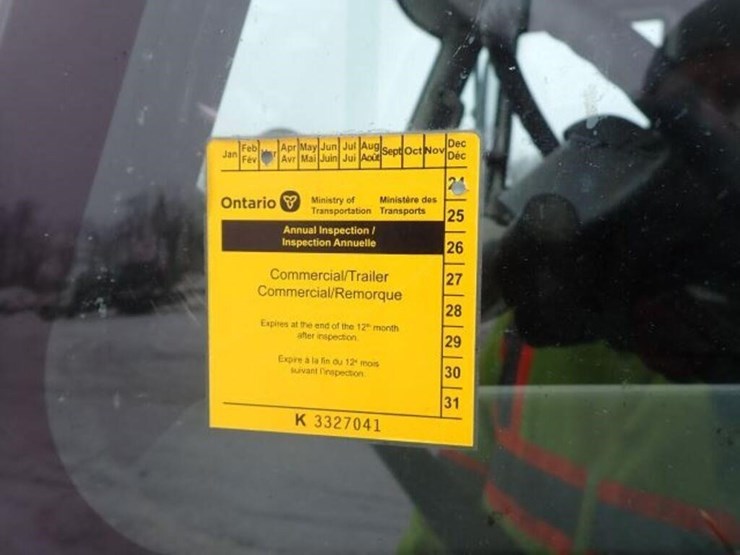 Jan Feb Apr May Jun Jul Aug Sept Oct Nov Dec
Fév Avr Mai Juin Jui Août Déc
24
Ontario
Ministry of Transportation
Ministère des Transports
25
Annual Inspection /
Inspection Annuelle
26
Commercial/Trailer
27
Commercial/Remorque
28
Expires at the end of the 12th month
after inspection.
29
Expire à la fin du 12e mois
suivant l'inspection.
30
31
K 3327041